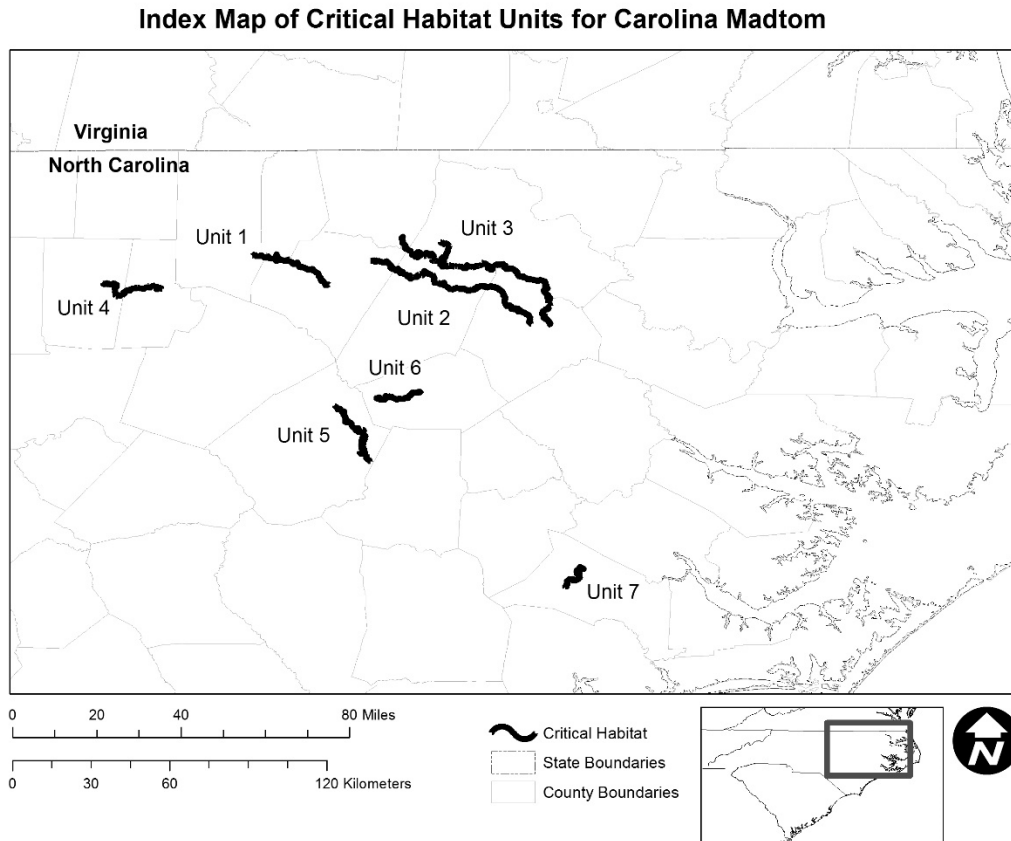 Index Map of Critical Habitat Units for Carolina Madtom
Virginia
North Carolina
Unit 1
Unit 3
Unit 4
Unit 2
Unit 6
Unit 5
Unit 7
0 20 40 80 Miles
0 30 60 120 Kilometers
Critical Habitat
State Boundaries
County Boundaries
N